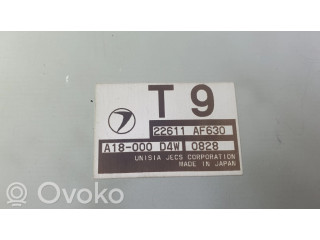 T 9
22611 AF630
A18-000 D4W 0828
UNISIA JECS CORPORATION
MADE IN JAPAN
Ovoko